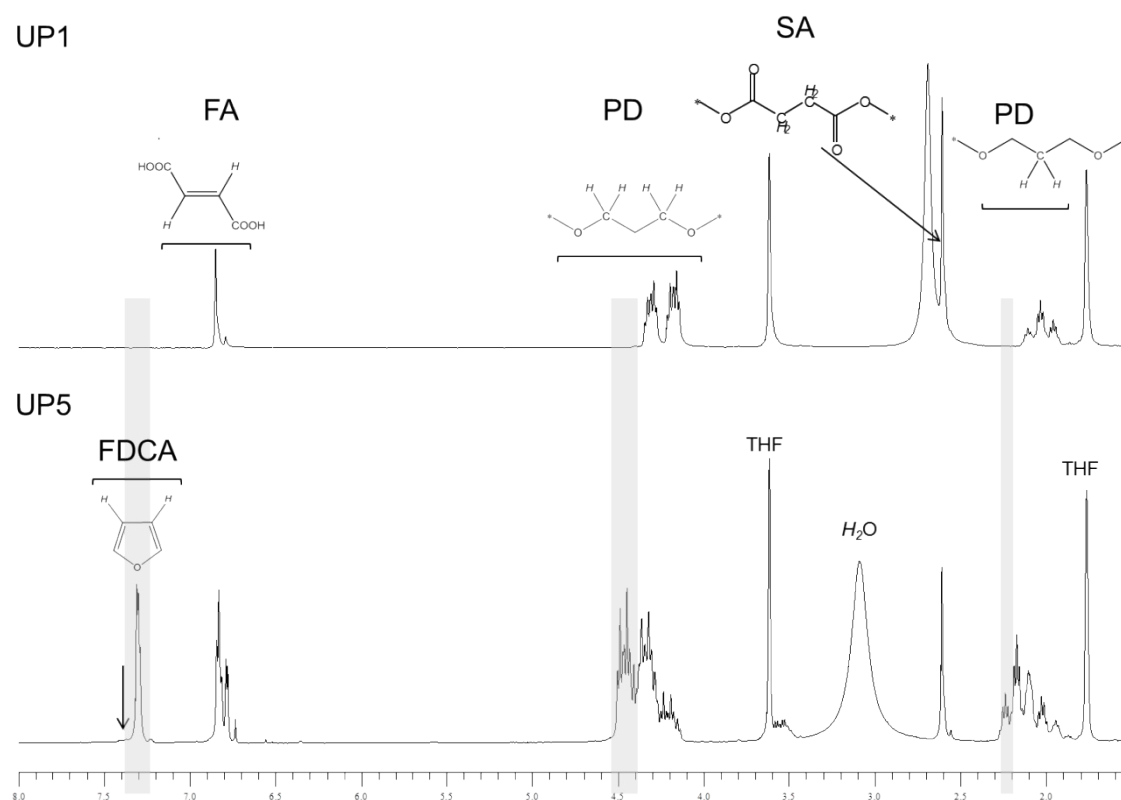 UP1
SA
FA
PD
PD
O
H2
O
*
O
H2
O
*
HOOC
H
H
COOH
H H H H
C C
* O O *
* O C O
H H
UP5
FDCA
H H
O
THF
H2O
THF
8.0 7.5 7.0 6.5 6.0 5.5 5.0 4.5 4.0 3.5 3.0 2.5 2.0